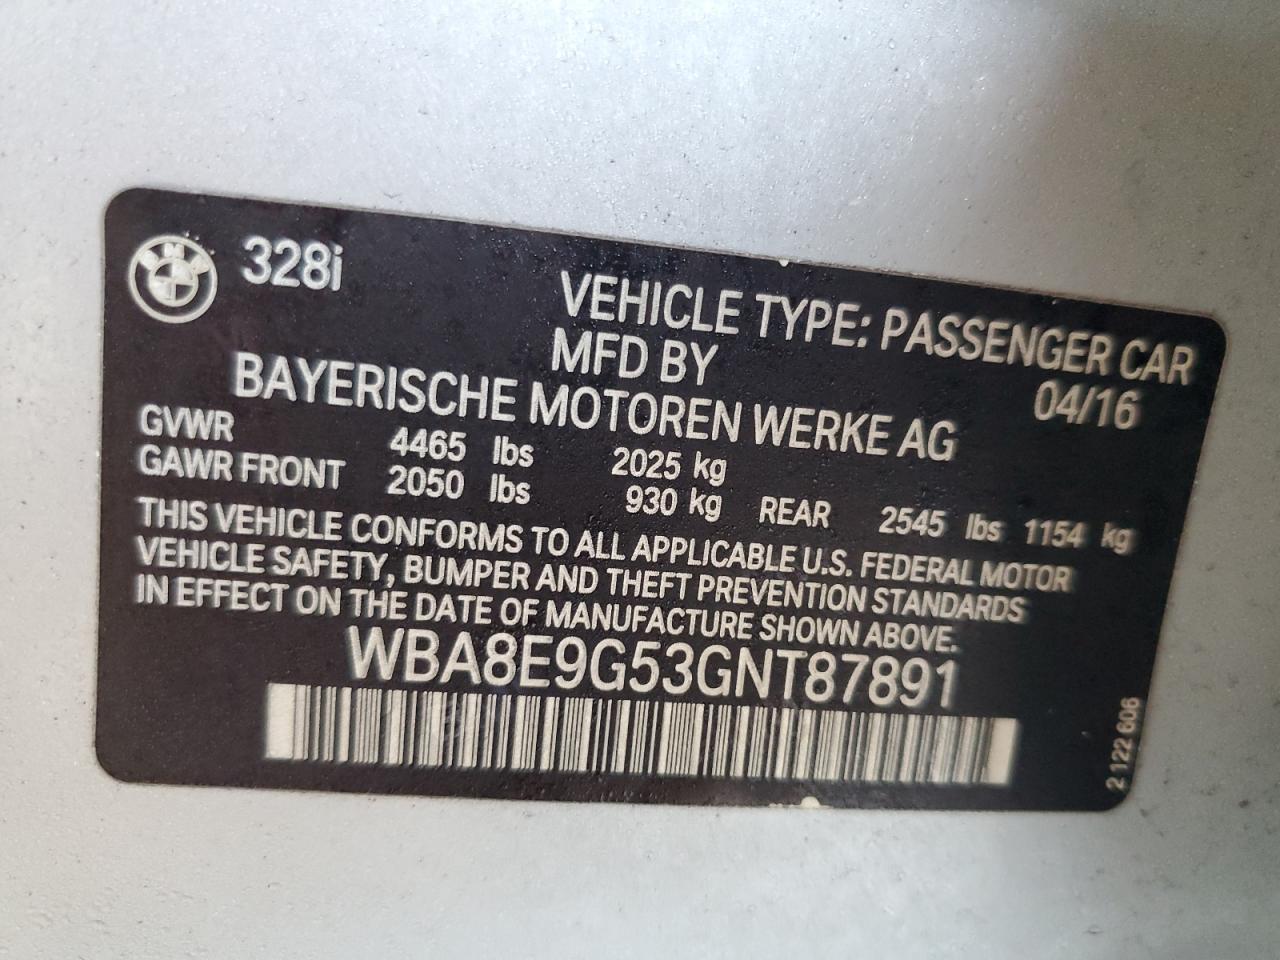 BMW
328i
VEHICLE TYPE: PASSENGER CAR
MFD BY
04/16
BAYERISCHE MOTOREN WERKE AG
GVWR 4465 lbs 2025 kg
GAWR FRONT 2050 lbs 930 kg REAR 2545 lbs 1154 kg
THIS VEHICLE CONFORMS TO ALL APPLICABLE U.S. FEDERAL MOTOR
VEHICLE SAFETY, BUMPER AND THEFT PREVENTION STANDARDS
IN EFFECT ON THE DATE OF MANUFACTURE SHOWN ABOVE.
WBA8E9G53GNT87891
2 122 606